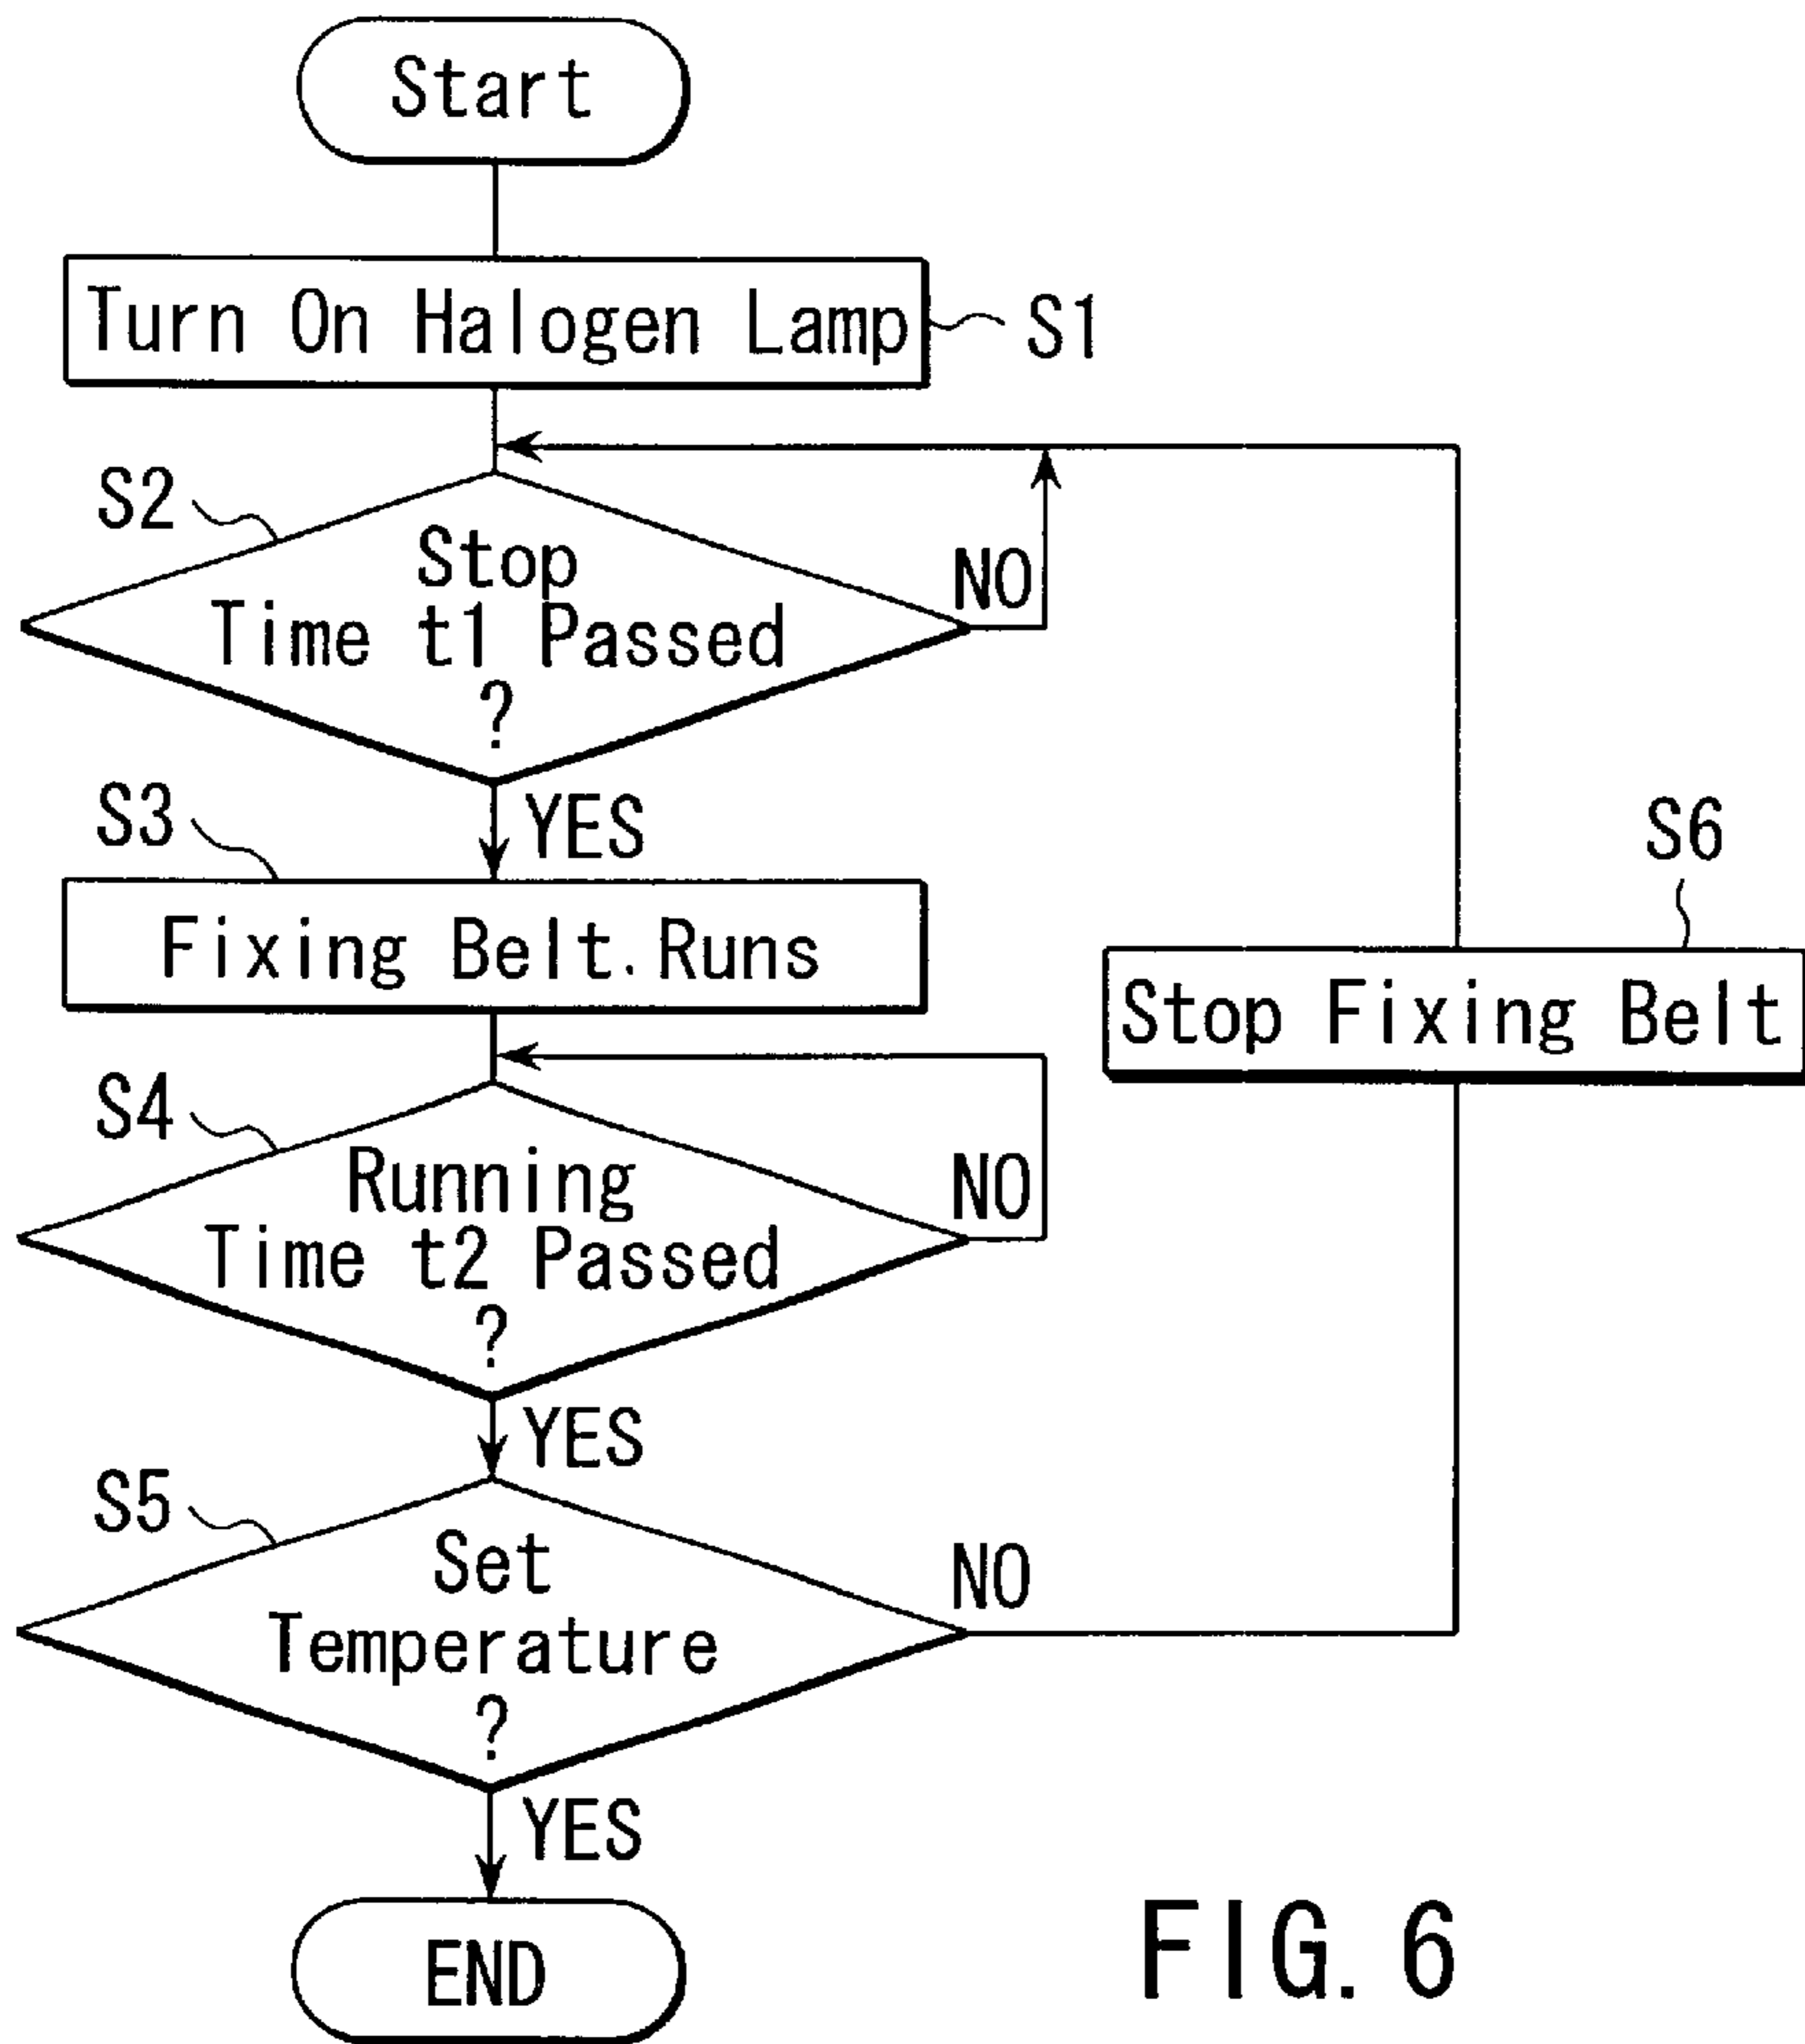 Start
Turn On Halogen Lamp
S1
S2
Stop
Time t1 Passed
?
NO
YES
S3
Fixing Belt.Runs
S6
Stop Fixing Belt
S4
Running
Time t2 Passed
?
NO
YES
S5
Set
Temperature
?
NO
YES
END
FIG. 6